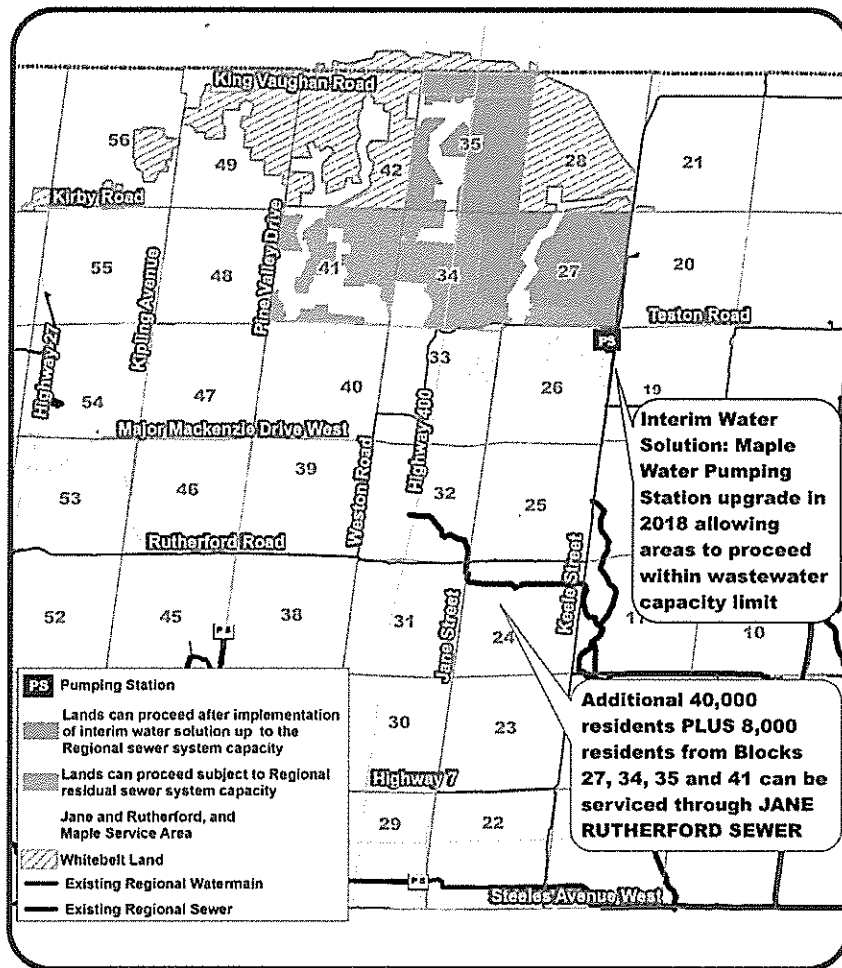 King Vaughan Road
35
56
49
42
28
21
Kirby Road
55
48
Pine Valley Drive
41
34
27
20
Kipling Avenue
Teston Road
PS
Highway 27
33
54
47
40
26
19
Major Mackenzie Drive West
Highway 400
Weston Road
39
53
46
32
25
Rutherford Road
Interim Water
Solution: Maple
Water Pumping
Station upgrade in
2018 allowing
areas to proceed
within wastewater
capacity limit
52
45
38
31
Jane Street
24
Keele Street
17
10
PS
PS Pumping Station
Lands can proceed after implementation
of interim water solution up to the
Regional sewer system capacity
Lands can proceed subject to Regional
residual sewer system capacity
Jane and Rutherford, and
Maple Service Area
Whitebelt Land
Existing Regional Watermain
Existing Regional Sewer
30
23
Highway 7
29
22
PS
Steeles Avenue West
Additional 40,000
residents PLUS 8,000
residents from Blocks
27, 34, 35 and 41 can be
serviced through JANE
RUTHERFORD SEWER